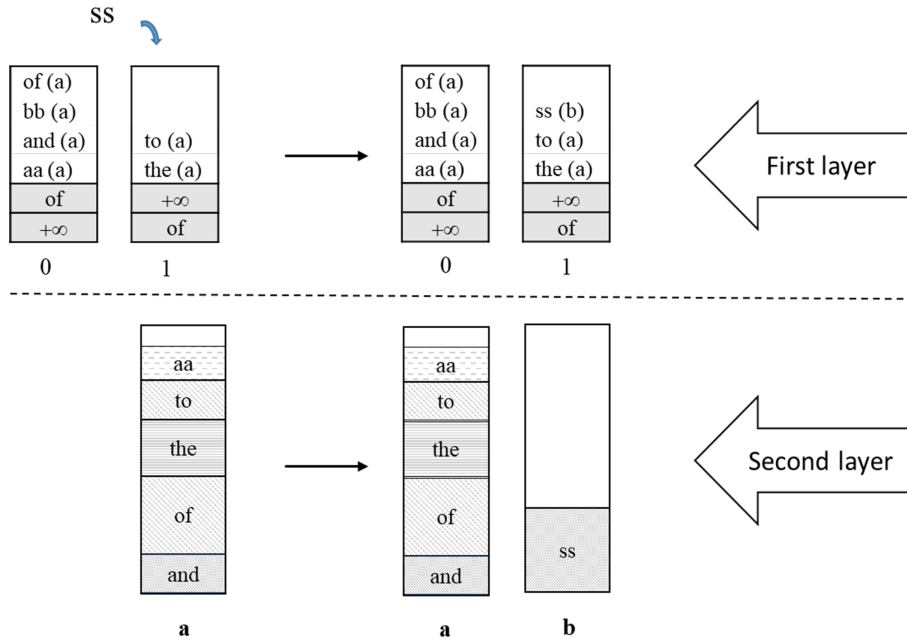 ss
of (a)
bb (a)
and (a)
aa (a)
of
+∞
0
to (a)
the (a)
+∞
of
1
of (a)
bb (a)
and (a)
aa (a)
of
+∞
0
ss (b)
to (a)
the (a)
+∞
of
1
First layer
aa
to
the
of
and
a
aa
to
the
of
and
a
ss
b
Second layer